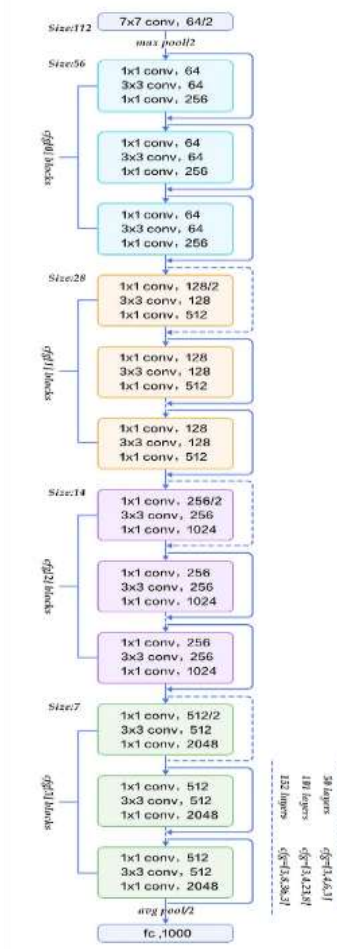 Size:112
7x7 conv, 64/2
max pool/2
Size:56
1x1 conv, 64
3x3 conv, 64
1x1 conv, 256
cfg[0] blocks
1x1 conv, 64
3x3 conv, 64
1x1 conv, 256
1x1 conv, 64
3x3 conv, 64
1x1 conv, 256
Size:28
1x1 conv, 128/2
3x3 conv, 128
1x1 conv, 512
cfg[1] blocks
1x1 conv, 128
3x3 conv, 128
1x1 conv, 512
1x1 conv, 128
3x3 conv, 128
1x1 conv, 512
Size:14
1x1 conv, 256/2
3x3 conv, 256
1x1 conv, 1024
cfg[2] blocks
1x1 conv, 256
3x3 conv, 256
1x1 conv, 1024
1x1 conv, 256
3x3 conv, 256
1x1 conv, 1024
Size:7
1x1 conv, 512/2
3x3 conv, 512
1x1 conv, 2048
cfg[3] blocks
1x1 conv, 512
3x3 conv, 512
1x1 conv, 2048
1x1 conv, 512
3x3 conv, 512
1x1 conv, 2048
avg pool/2
fc ,1000
50 layers cfg=[3,4,6,3]
101 layers cfg=[3,4,23,8]
152 layers cfg=[3,8,36,3]